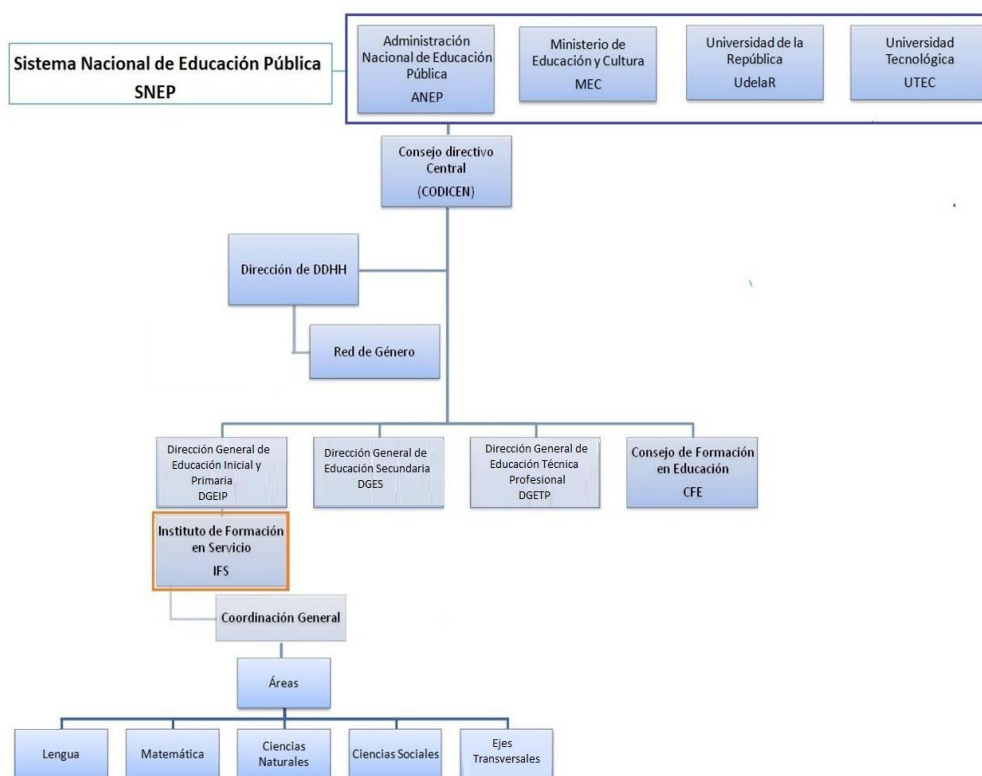 Sistema Nacional de Educación Pública
SNEP
Administración
Nacional de Educación
Pública
ANEP
Ministerio de
Educación y Cultura
MEC
Universidad de la
República
UdelaR
Universidad
Tecnológica
UTEC
Consejo directivo
Central
(CODICEN)
Dirección de DDHH
Red de Género
Dirección General de
Educación Inicial y
Primaria
DGEIP
Dirección General de
Educación Secundaria
DGES
Dirección General de
Educación Técnica
Profesional
DGETP
Consejo de Formación
en Educación
CFE
Instituto de Formación
en Servicio
IFS
Coordinación General
Áreas
Lengua
Matemática
Ciencias
Naturales
Ciencias Sociales
Ejes
Transversales